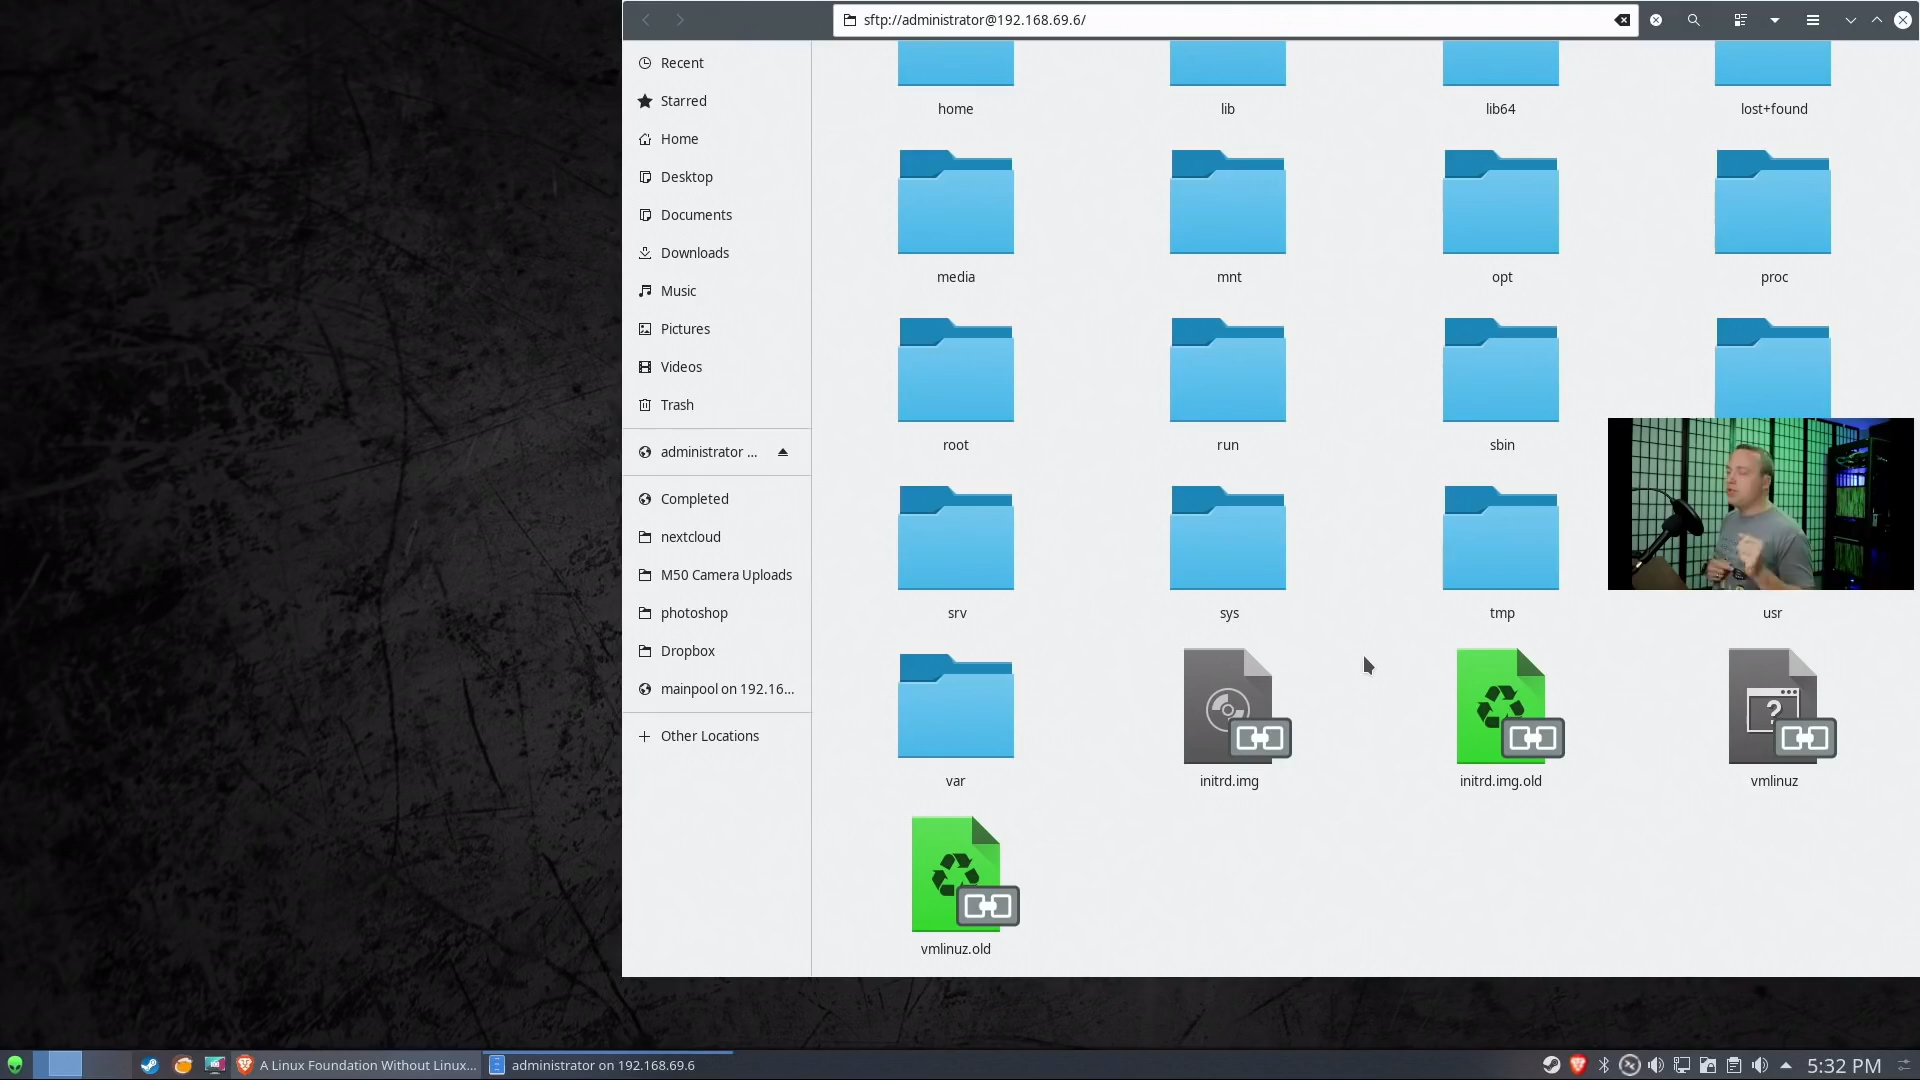 sftp://administrator@192.168.69.6/
Recent
Starred
Home
Desktop
Documents
Downloads
Music
Pictures
Videos
Trash
administrator ...
Completed
nextcloud
M50 Camera Uploads
photoshop
Dropbox
mainpool on 192.16...
Other Locations
home
lib
lib64
lost+found
media
mnt
opt
proc
root
run
sbin
srv
sys
tmp
usr
var
initrd.img
initrd.img.old
vmlinuz
vmlinuz.old
A Linux Foundation Without Linux...
administrator on 192.168.69.6
5:32 PM